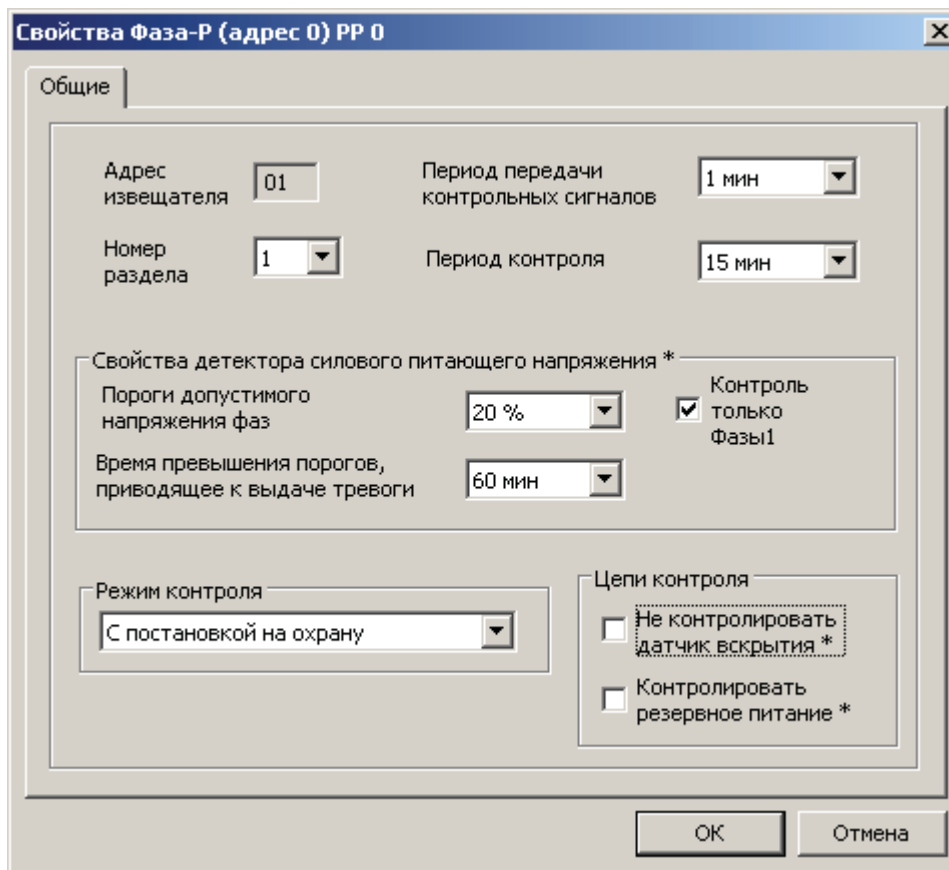 Свойства Фаза-Р (адрес 0) РР 0
Общие
Адрес
извещателя
01
Период передачи
контрольных сигналов
1 мин
Номер
раздела
1
Период контроля
15 мин
Свойства детектора силового питающего напряжения *
Пороги допустимого
напряжения фаз
20 %
Контроль
только
Фазы1
Время превышения порогов,
приводящее к выдаче тревоги
60 мин
Режим контроля
С постановкой на охрану
Цепи контроля
Не контролировать
датчик вскрытия *
Контролировать
резервное питание *
ОК
Отмена